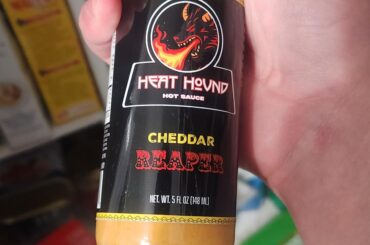 HEAT HOUND
HOT SAUCE
CHEDDAR
REAPER
NET. WT. 5 FL OZ (148 ML)